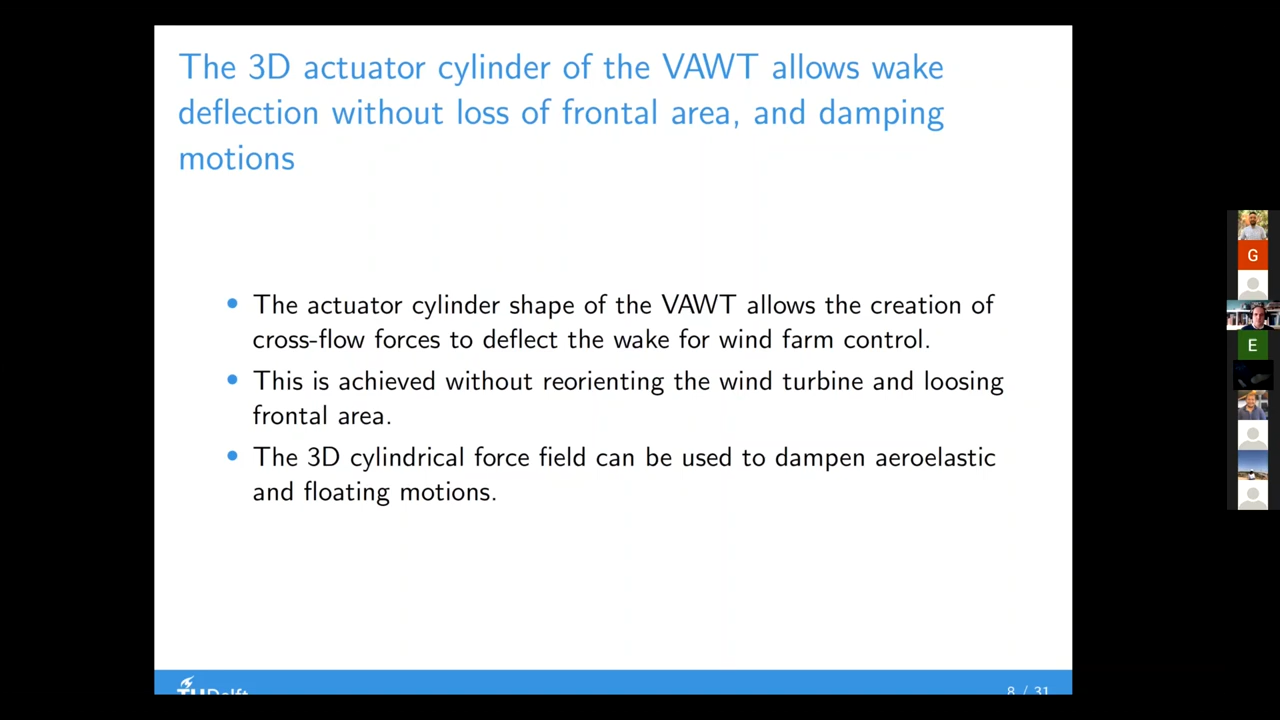 The 3D actuator cylinder of the VAWT allows wake
deflection without loss of frontal area, and damping
motions
• The actuator cylinder shape of the VAWT allows the creation of
cross-flow forces to deflect the wake for wind farm control.
• This is achieved without reorienting the wind turbine and loosing
frontal area.
• The 3D cylindrical force field can be used to dampen aeroelastic
and floating motions.
TUDelft
8 / 31
G
E